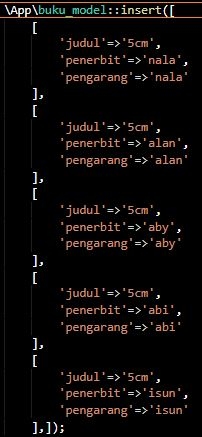 \App\buku_model::insert([
    [
        'judul'=>'5cm',
        'penerbit'=>'nala',
        'pengarang'=>'nala'
    ],
    [
        'judul'=>'5cm',
        'penerbit'=>'alan',
        'pengarang'=>'alan'
    ],
    [
        'judul'=>'5cm',
        'penerbit'=>'aby',
        'pengarang'=>'aby'
    ],
    [
        'judul'=>'5cm',
        'penerbit'=>'abi',
        'pengarang'=>'abi'
    ],
    [
        'judul'=>'5cm',
        'penerbit'=>'isun',
        'pengarang'=>'isun'
    ],]);